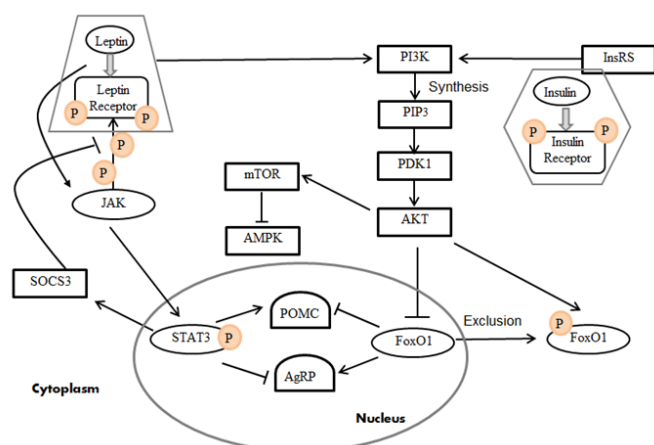 Leptin
PI3K
InsRS
Leptin
Receptor
P
P
Synthesis
PIP3
Insulin
P
P
Insulin
Receptor
P
P
PDK1
mTOR
JAK
AKT
AMPK
SOCS3
POMC
STAT3
P
FoxO1
Exclusion
P
FoxO1
AgRP
Cytoplasm
Nucleus